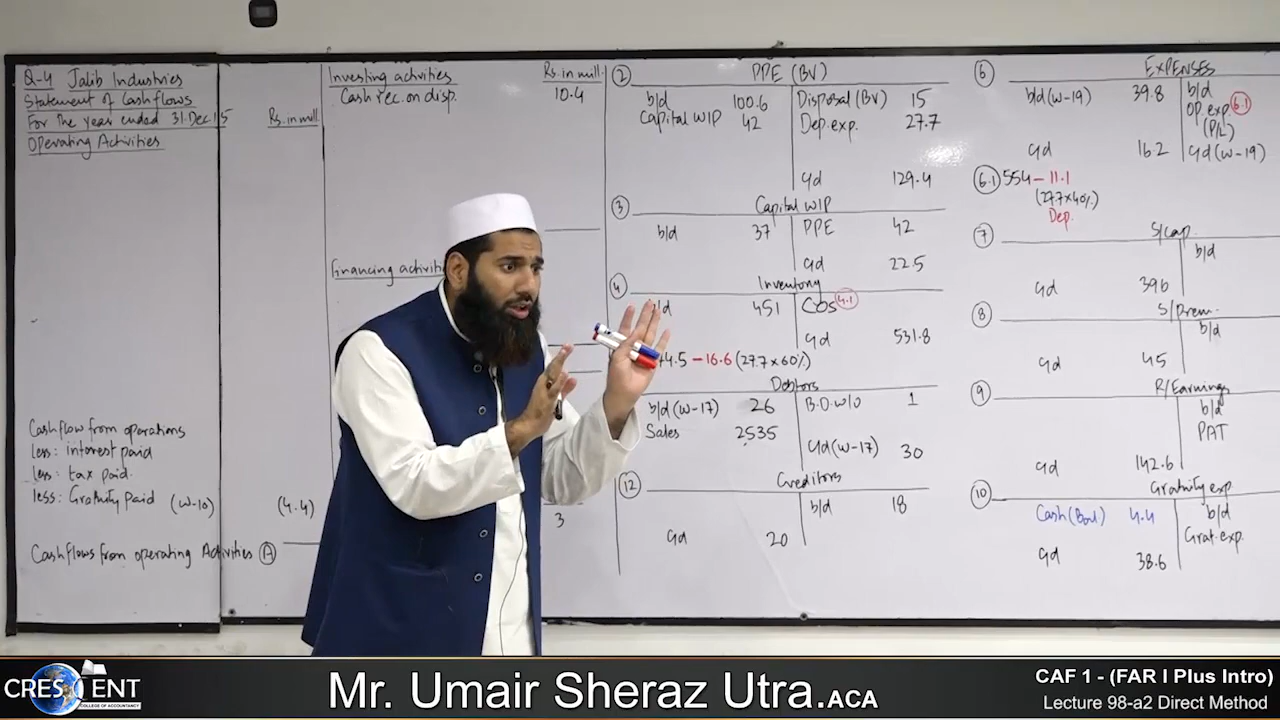 Q-4 Jalib Industries
Statement of Cashflows
For the year ended 31.Dec.15
Rs.in mill.
Operating Activities
Cashflow from operations
less: interest paid
less: tax paid.
less: Gratuity paid (W-10) (4.4)
Cashflows from operating Activities A
Investing activities Rs.in mill.
Cash rec. on disp. 10.4
Financing activiti
3
2 PPE (BV)
b/d 100.6 Disposal (BV) 15
Capital WIP 42 Dep.exp. 27.7
c/d 129.4
3 Capital WIP
b/d 37 PPE 42
c/d 22.5
4 Inventory
b/d 451 COS 4.1
c/d 531.8
44.5 – 16.6 (27.7x60%)
Debtors
b/d (W-17) 26 B.D.w/o 1
Sales 2535
c/d (W-17) 30
12 Creditors
b/d 18
c/d 20
6 EXPENSES
b/d (W-19) 39.8 b/d
Op.exp. 6.1
(P/L)
c/d 16.2 c/d (W-19)
6.1 554 – 11.1
(27.7x40%)
Dep.
7 S/cap.
b/d
c/d 396
8 S/Prem.
b/d
c/d 45
9 R/Earnings
b/d
PAT
c/d 142.6
10 Gratuity exp.
Cash (Bal.) 4.4 b/d
Grat.exp.
c/d 38.6
CRESCENT
COLLEGE OF ACCOUNTANCY
Mr. Umair Sheraz Utra.ACA
CAF 1 - (FAR I Plus Intro)
Lecture 98-a2 Direct Method